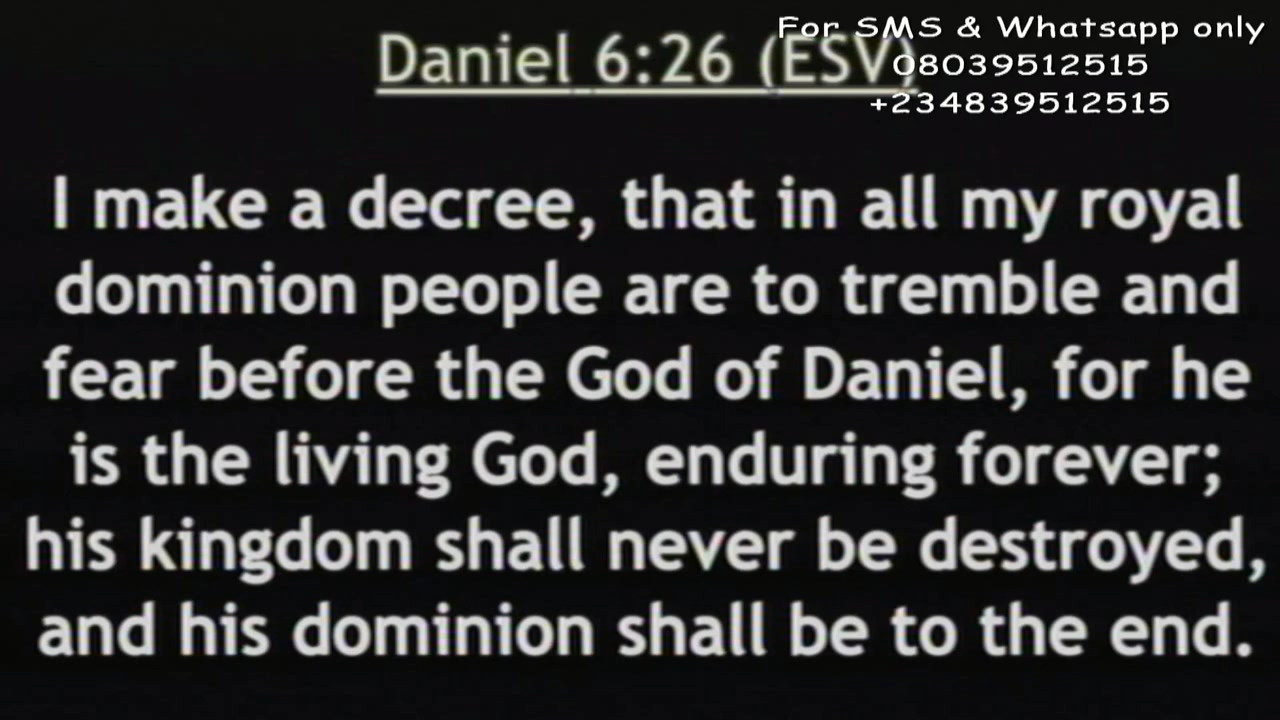 For SMS & Whatsapp only
Daniel 6:26 (ESV)
08039512515
+234839512515
I make a decree, that in all my royal
dominion people are to tremble and
fear before the God of Daniel, for he
is the living God, enduring forever;
his kingdom shall never be destroyed,
and his dominion shall be to the end.